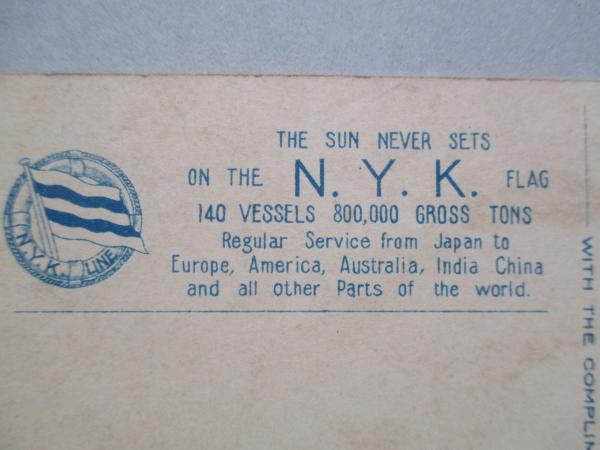 THE SUN NEVER SETS
ON THE N. Y. K. FLAG
140 VESSELS 800,000 GROSS TONS
Regular Service from Japan to
Europe, America, Australia, India China
and all other Parts of the world.
N.Y.K. LINE
WITH THE COMPLIM